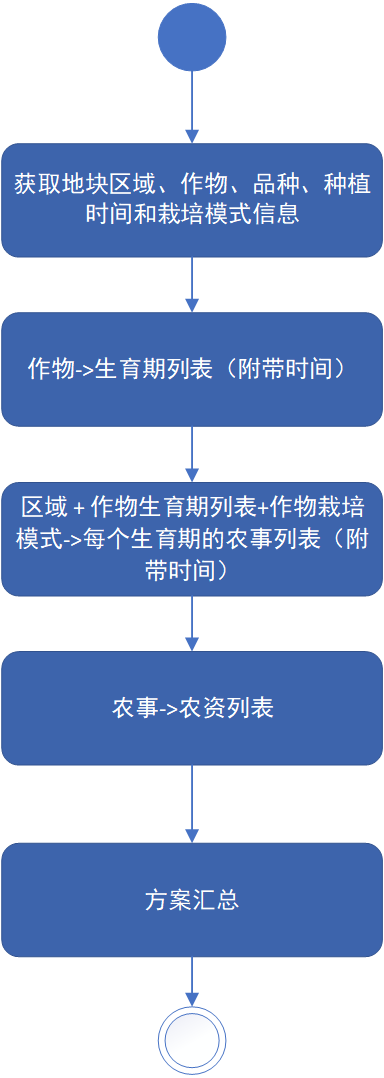 获取地块区域、作物、品种、种植
时间和栽培模式信息
作物->生育期列表（附带时间）
区域 + 作物生育期列表+作物栽培
模式->每个生育期的农事列表（附
带时间）
农事->农资列表
方案汇总